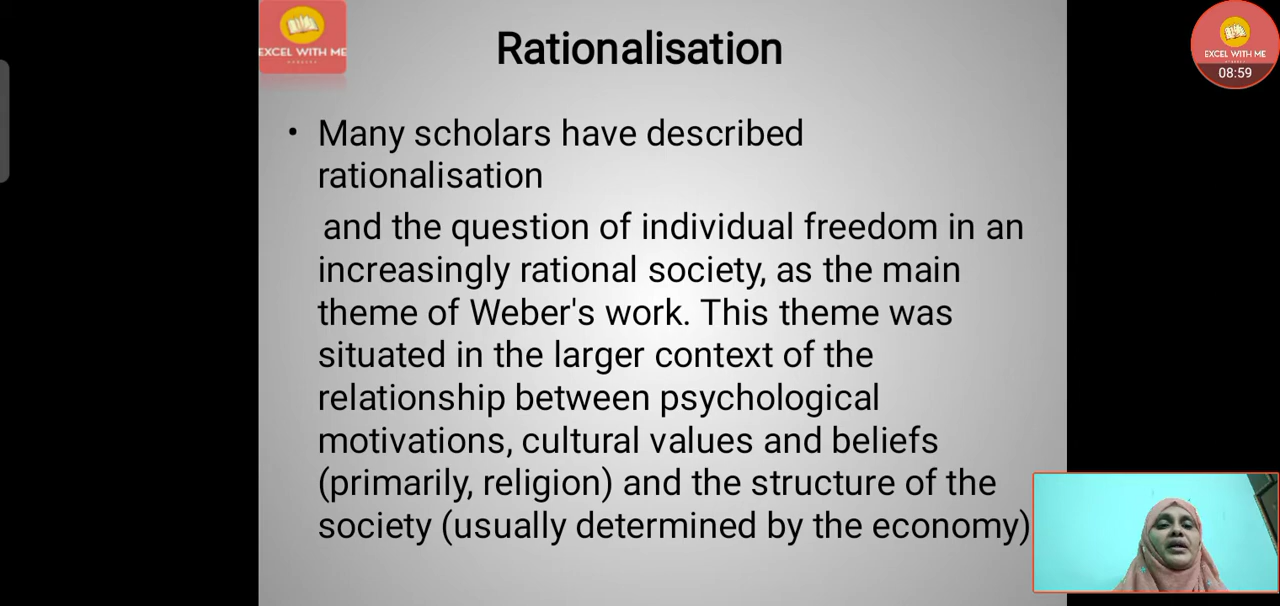 EXCEL WITH ME
Rationalisation
EXCEL WITH ME
08:59
• Many scholars have described
rationalisation
and the question of individual freedom in an
increasingly rational society, as the main
theme of Weber's work. This theme was
situated in the larger context of the
relationship between psychological
motivations, cultural values and beliefs
(primarily, religion) and the structure of the
society (usually determined by the economy)